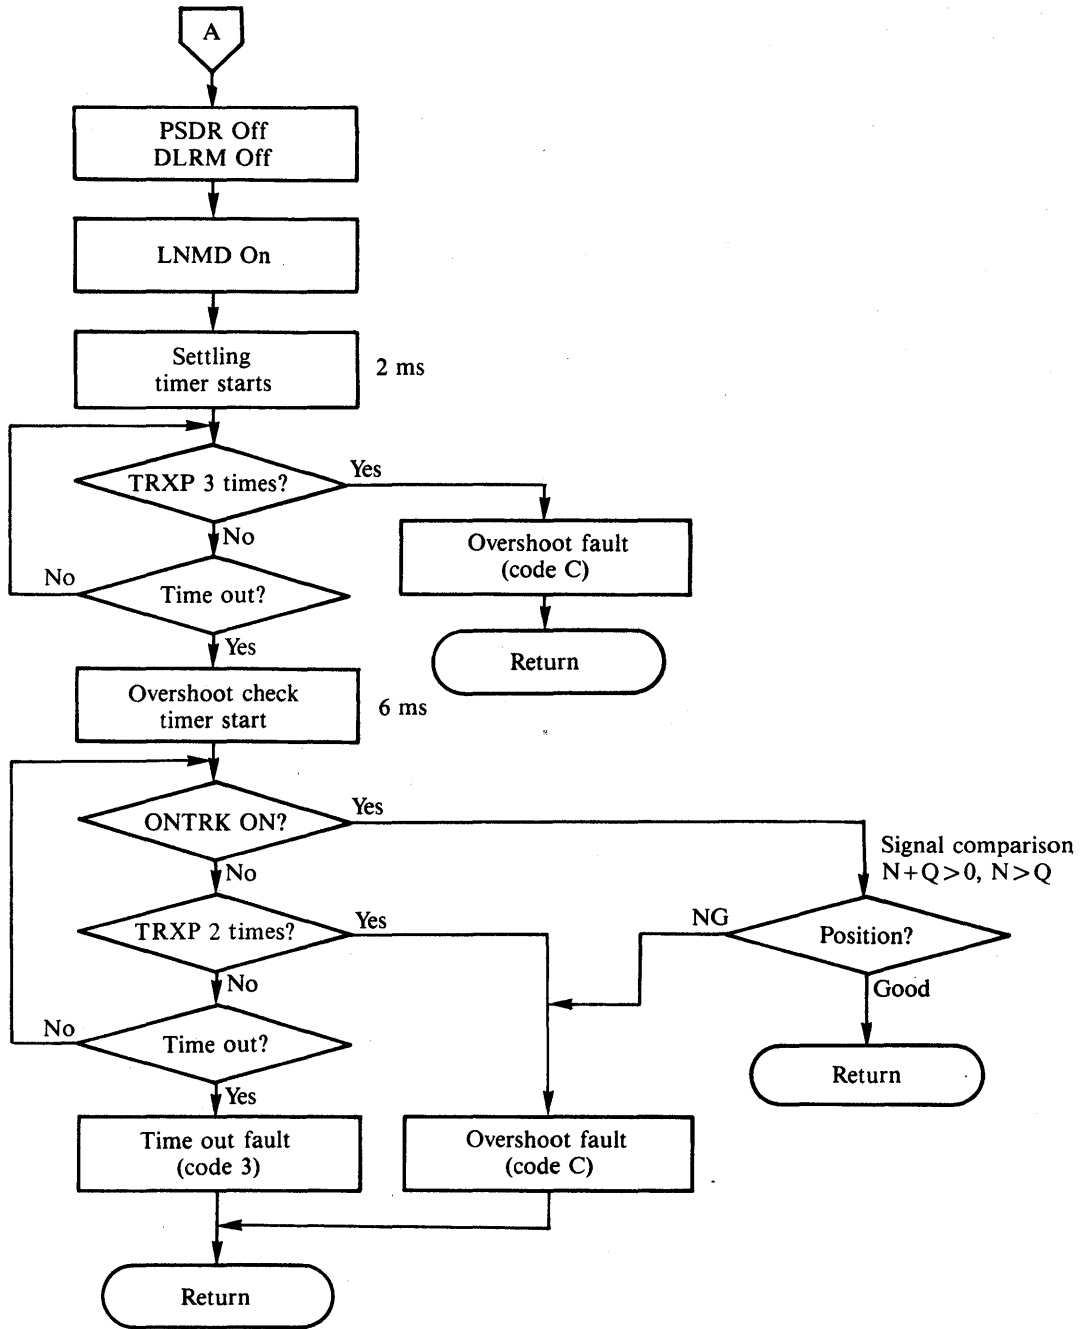 A
PSDR Off
DLRM Off
LNMD On
Settling
timer starts
2 ms
TRXP 3 times?
Yes
No
Overshoot fault
(code C)
No
Time out?
Yes
Return
Overshoot check
timer start
6 ms
ONTRK ON?
Yes
Signal comparison
N+Q>0, N>Q
No
TRXP 2 times?
Yes
NG
Position?
No
Good
No
Time out?
Return
Yes
Time out fault
(code 3)
Overshoot fault
(code C)
Return